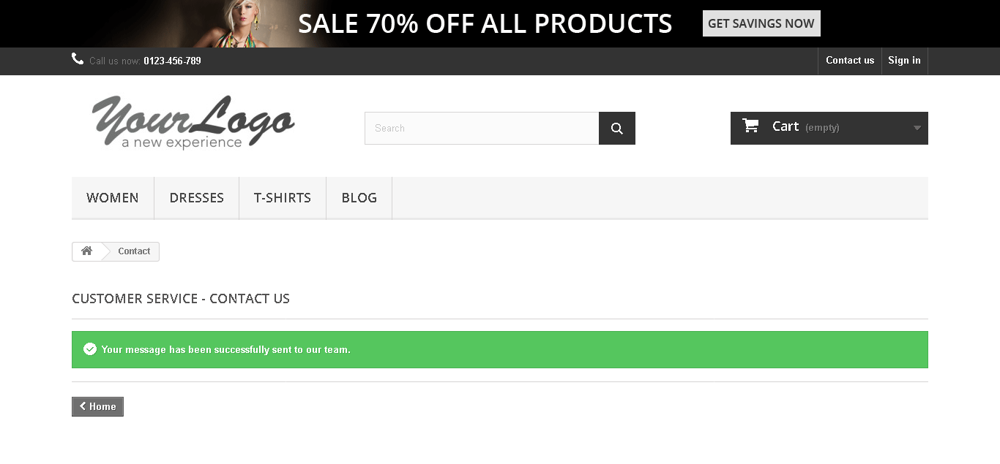 SALE 70% OFF ALL PRODUCTS GET SAVINGS NOW
Call us now: 0123-456-789 Contact us Sign in
YourLogo
a new experience
Search
Cart (empty)
WOMEN DRESSES T-SHIRTS BLOG
Contact
CUSTOMER SERVICE - CONTACT US
Your message has been successfully sent to our team.
Home